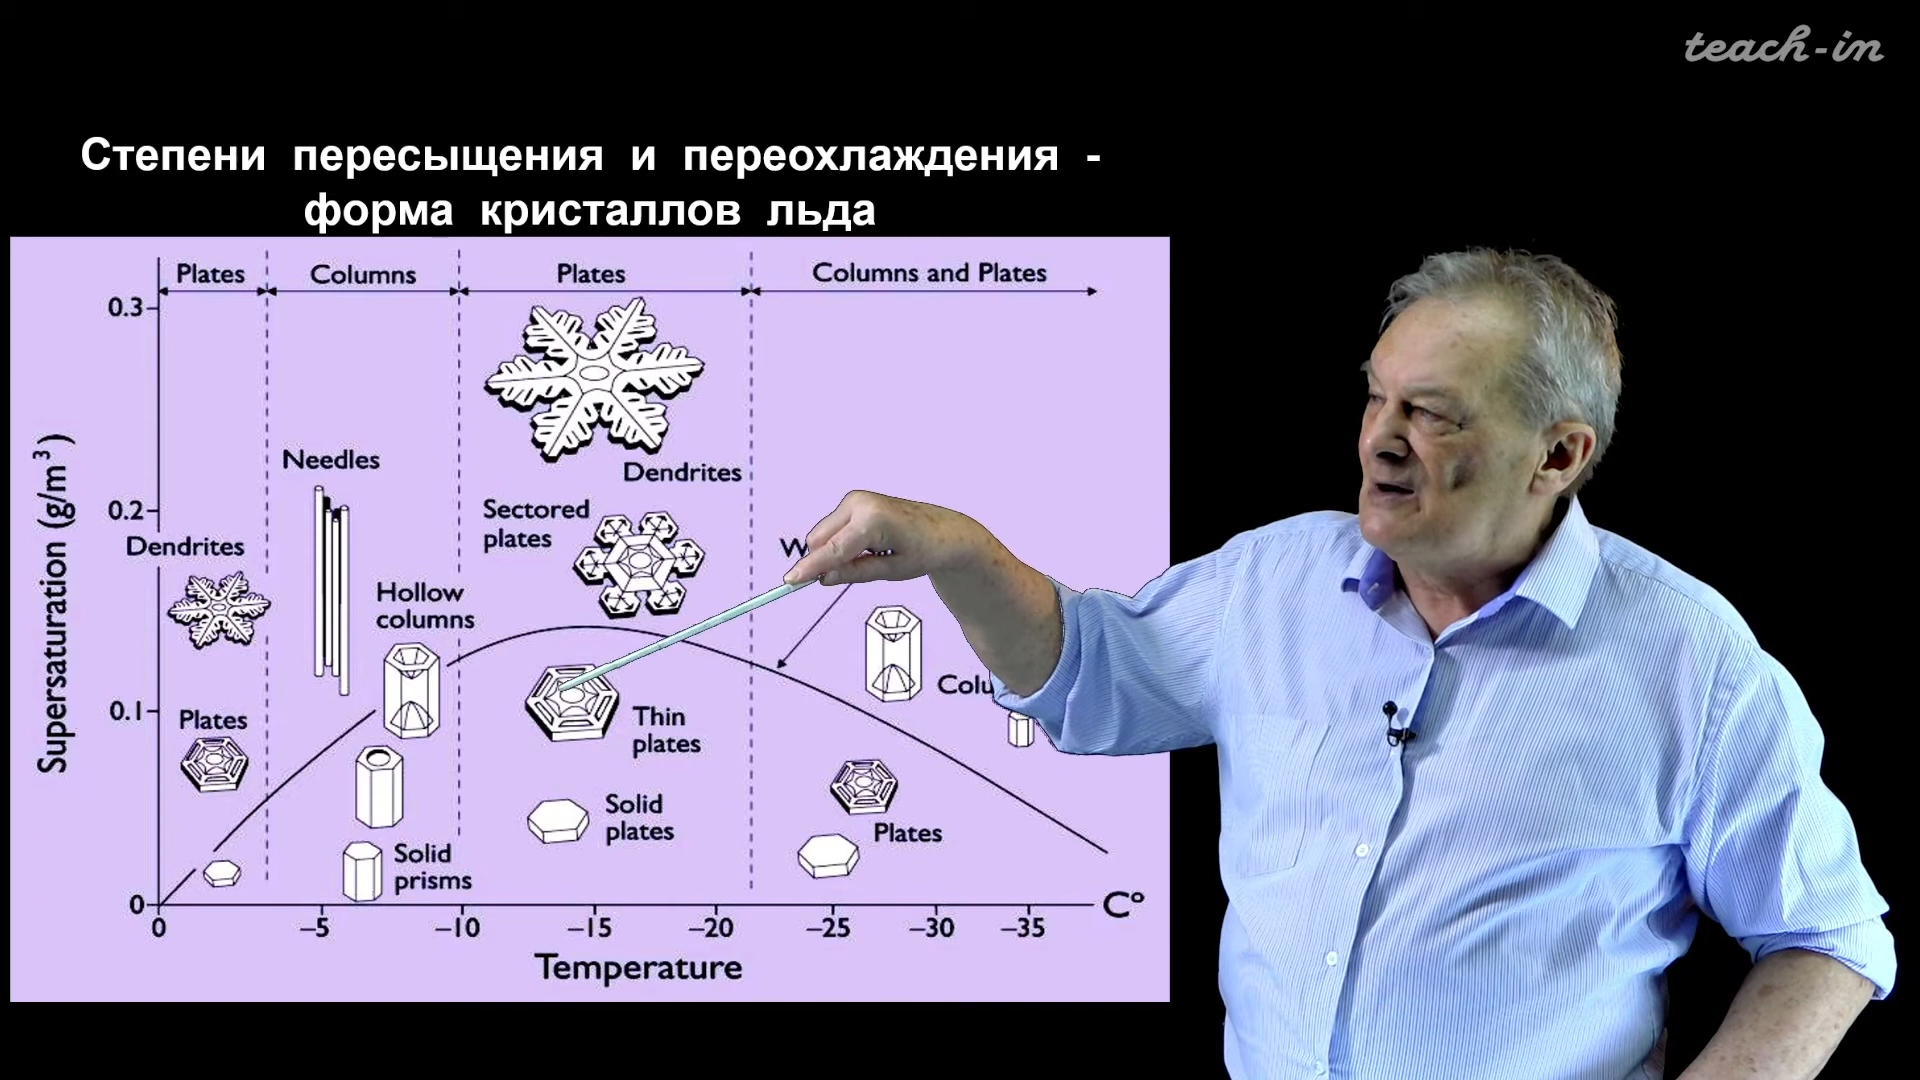 teach-in
Степени пересыщения и переохлаждения -
форма кристаллов льда
Plates
Columns
Plates
Columns and Plates
0.3
Needles
Dendrites
Supersaturation (g/m³)
0.2
Sectored
plates
Dendrites
Hollow
columns
0.1
Plates
Thin
plates
Solid
plates
Plates
Solid
prisms
0
C°
0
–5
–10
–15
–20
–25
–30
–35
Temperature